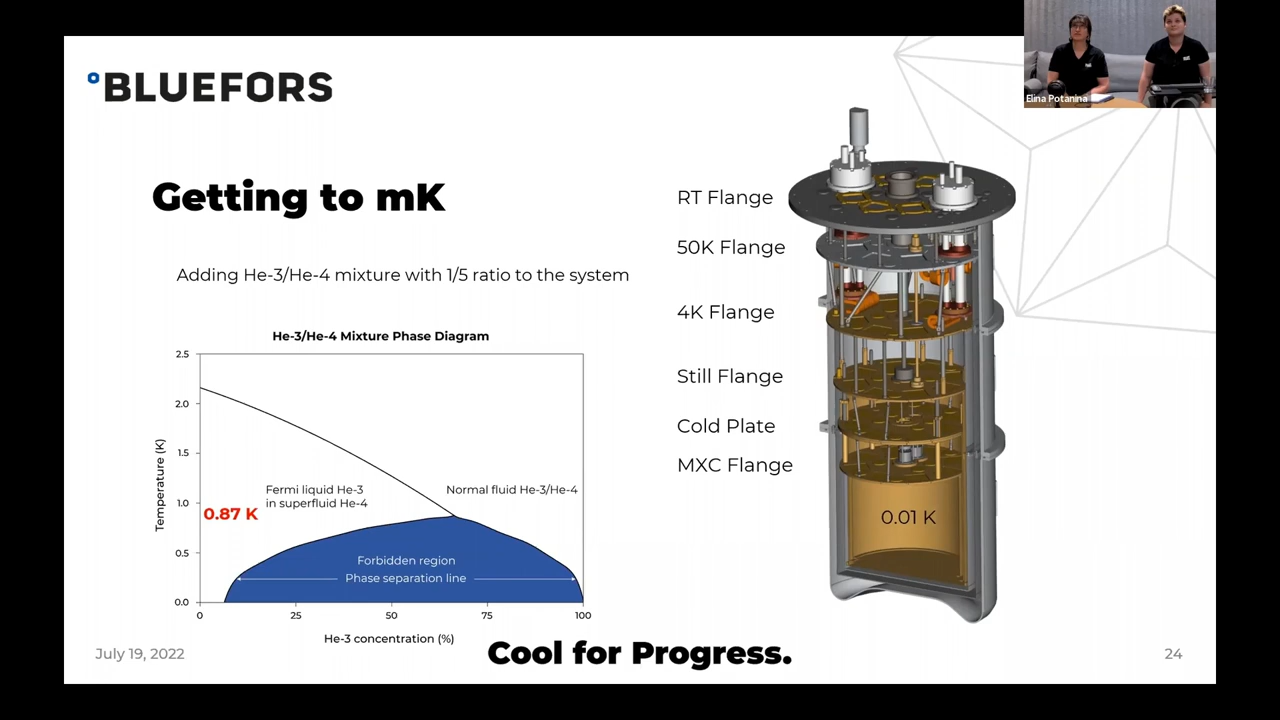 BLUEFORS
Elina Potanina
Getting to mK
Adding He-3/He-4 mixture with 1/5 ratio to the system
He-3/He-4 Mixture Phase Diagram
2.5
2.0
1.5
1.0
0.5
0.0
Temperature (K)
0.87 K
Fermi liquid He-3
in superfluid He-4
Normal fluid He-3/He-4
Forbidden region
Phase separation line
0
25
50
75
100
He-3 concentration (%)
RT Flange
50K Flange
4K Flange
Still Flange
Cold Plate
MXC Flange
0.01 K
July 19, 2022
Cool for Progress.
24